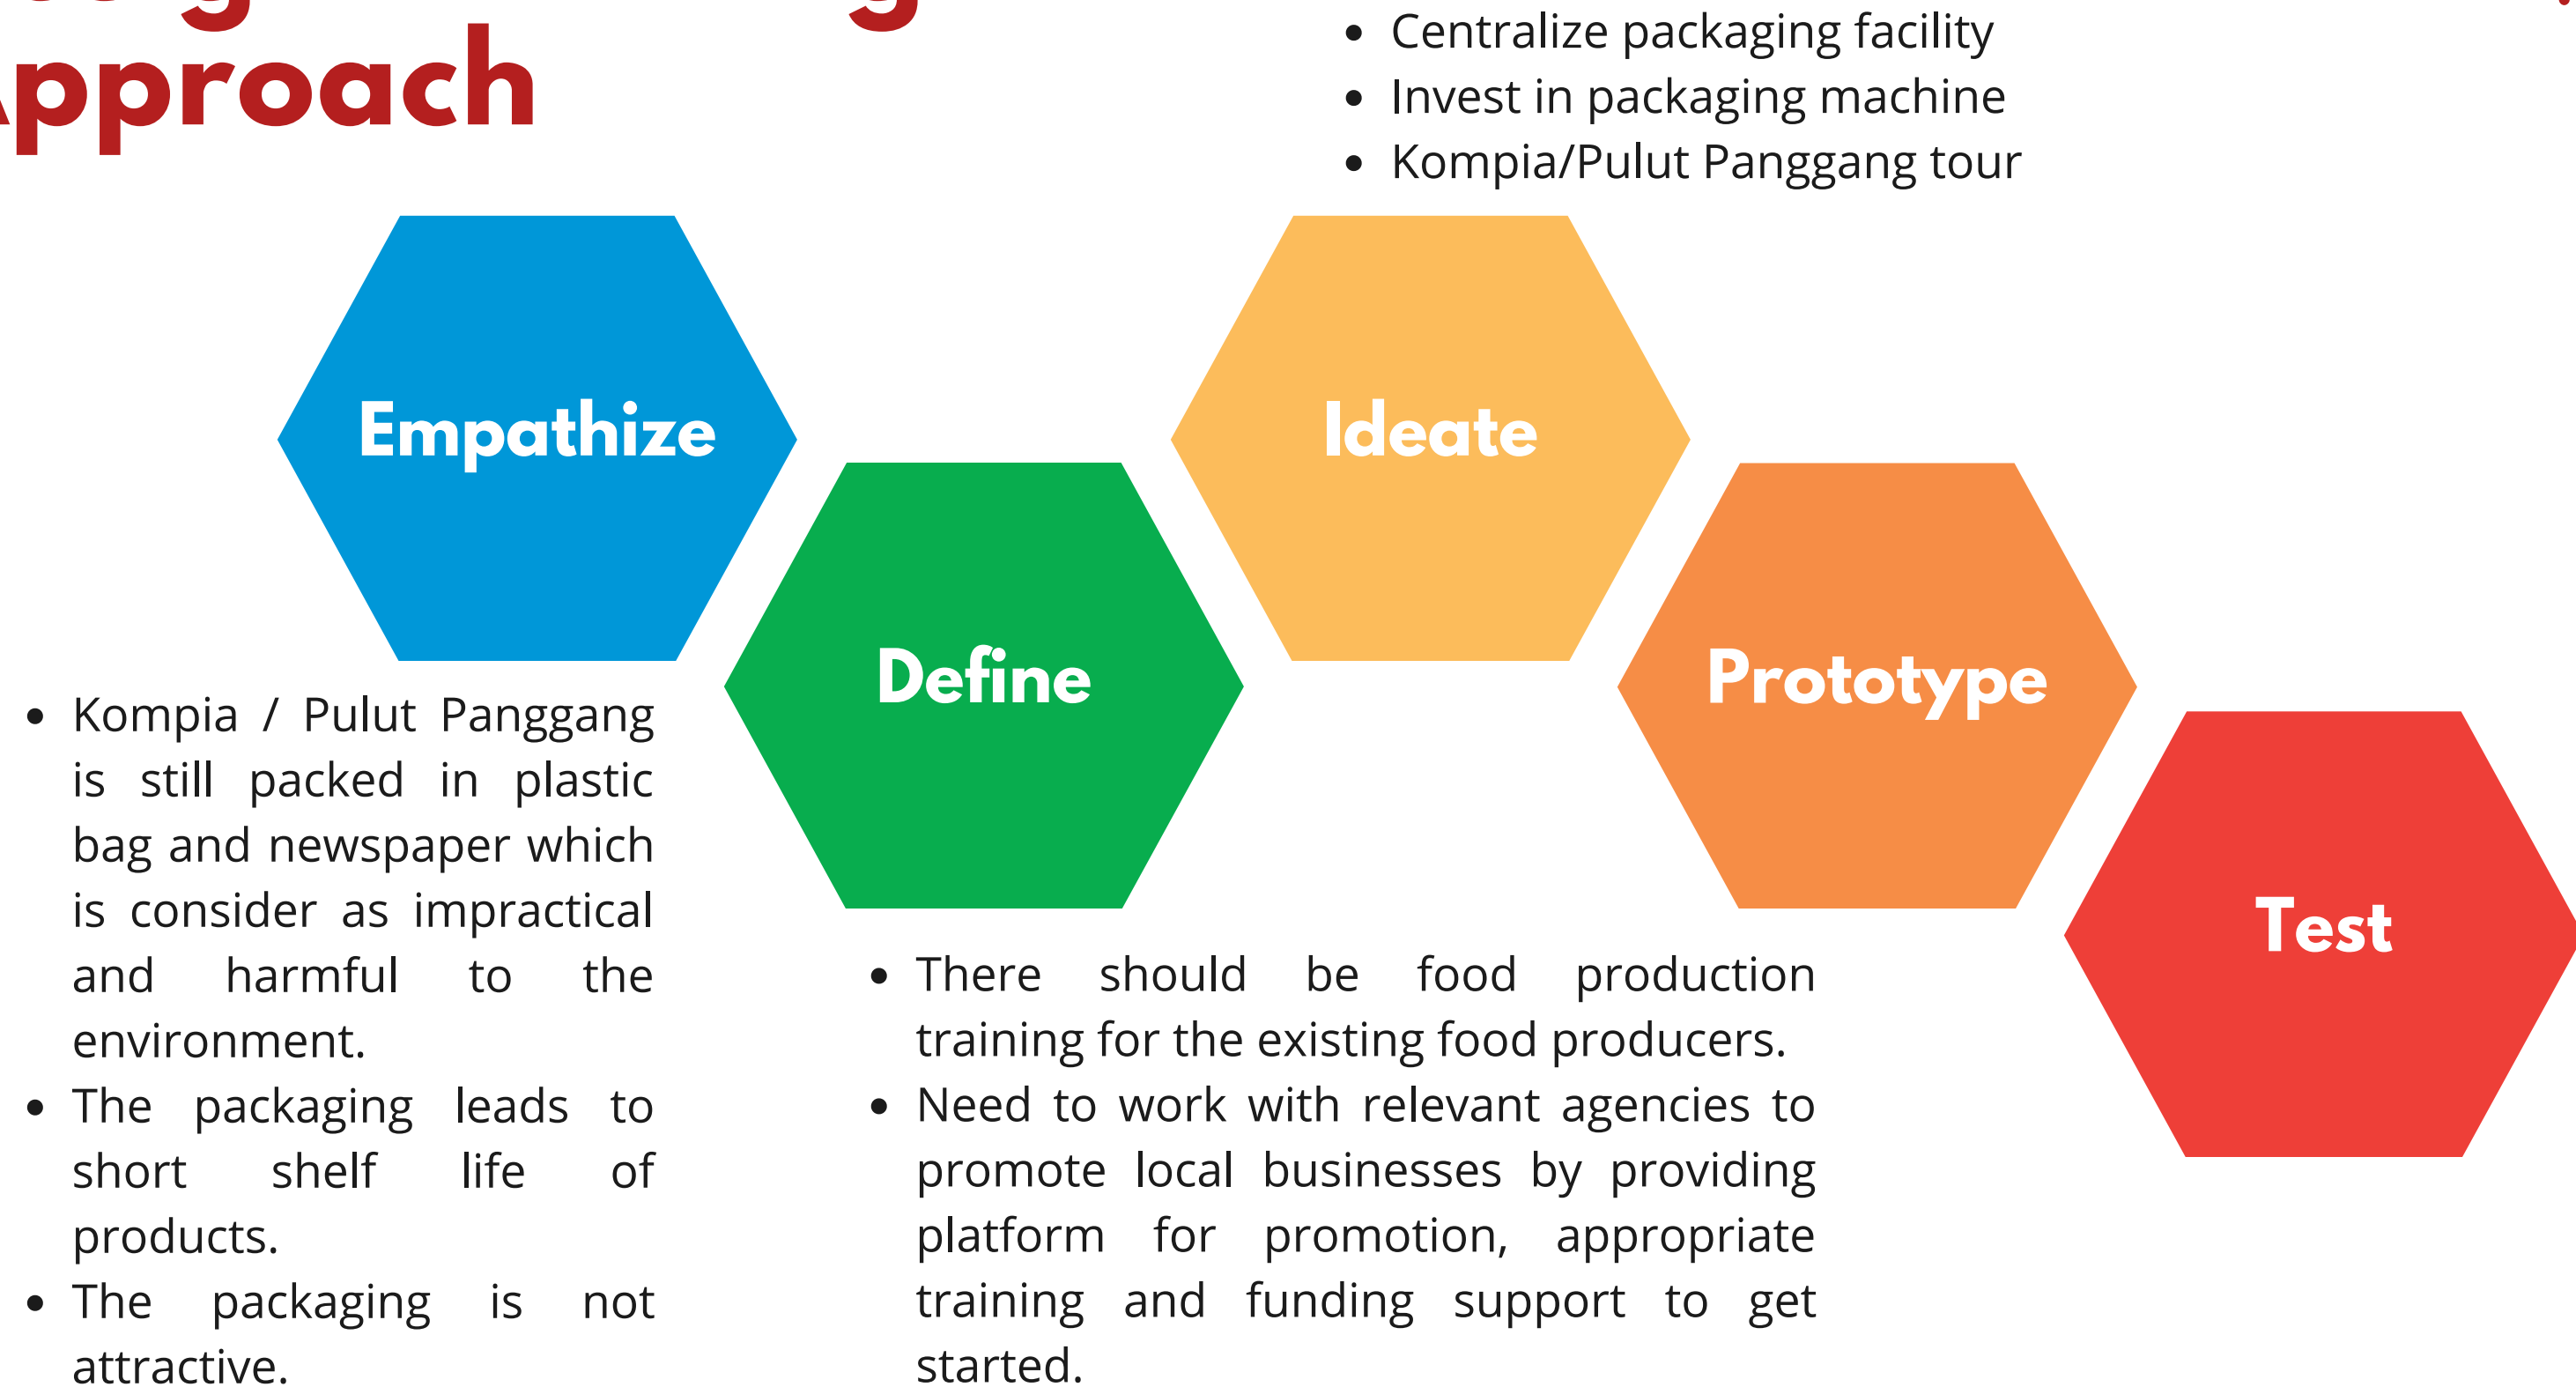 Approach
Centralize packaging facility
Invest in packaging machine
Kompia/Pulut Panggang tour
Empathize
Ideate
Define
Prototype
Test
Kompia / Pulut Panggang
is still packed in plastic
bag and newspaper which
is consider as impractical
and harmful to the
environment.
The packaging leads to
short shelf life of
products.
The packaging is not
attractive.
There should be food production
training for the existing food producers.
Need to work with relevant agencies to
promote local businesses by providing
platform for promotion, appropriate
training and funding support to get
started.